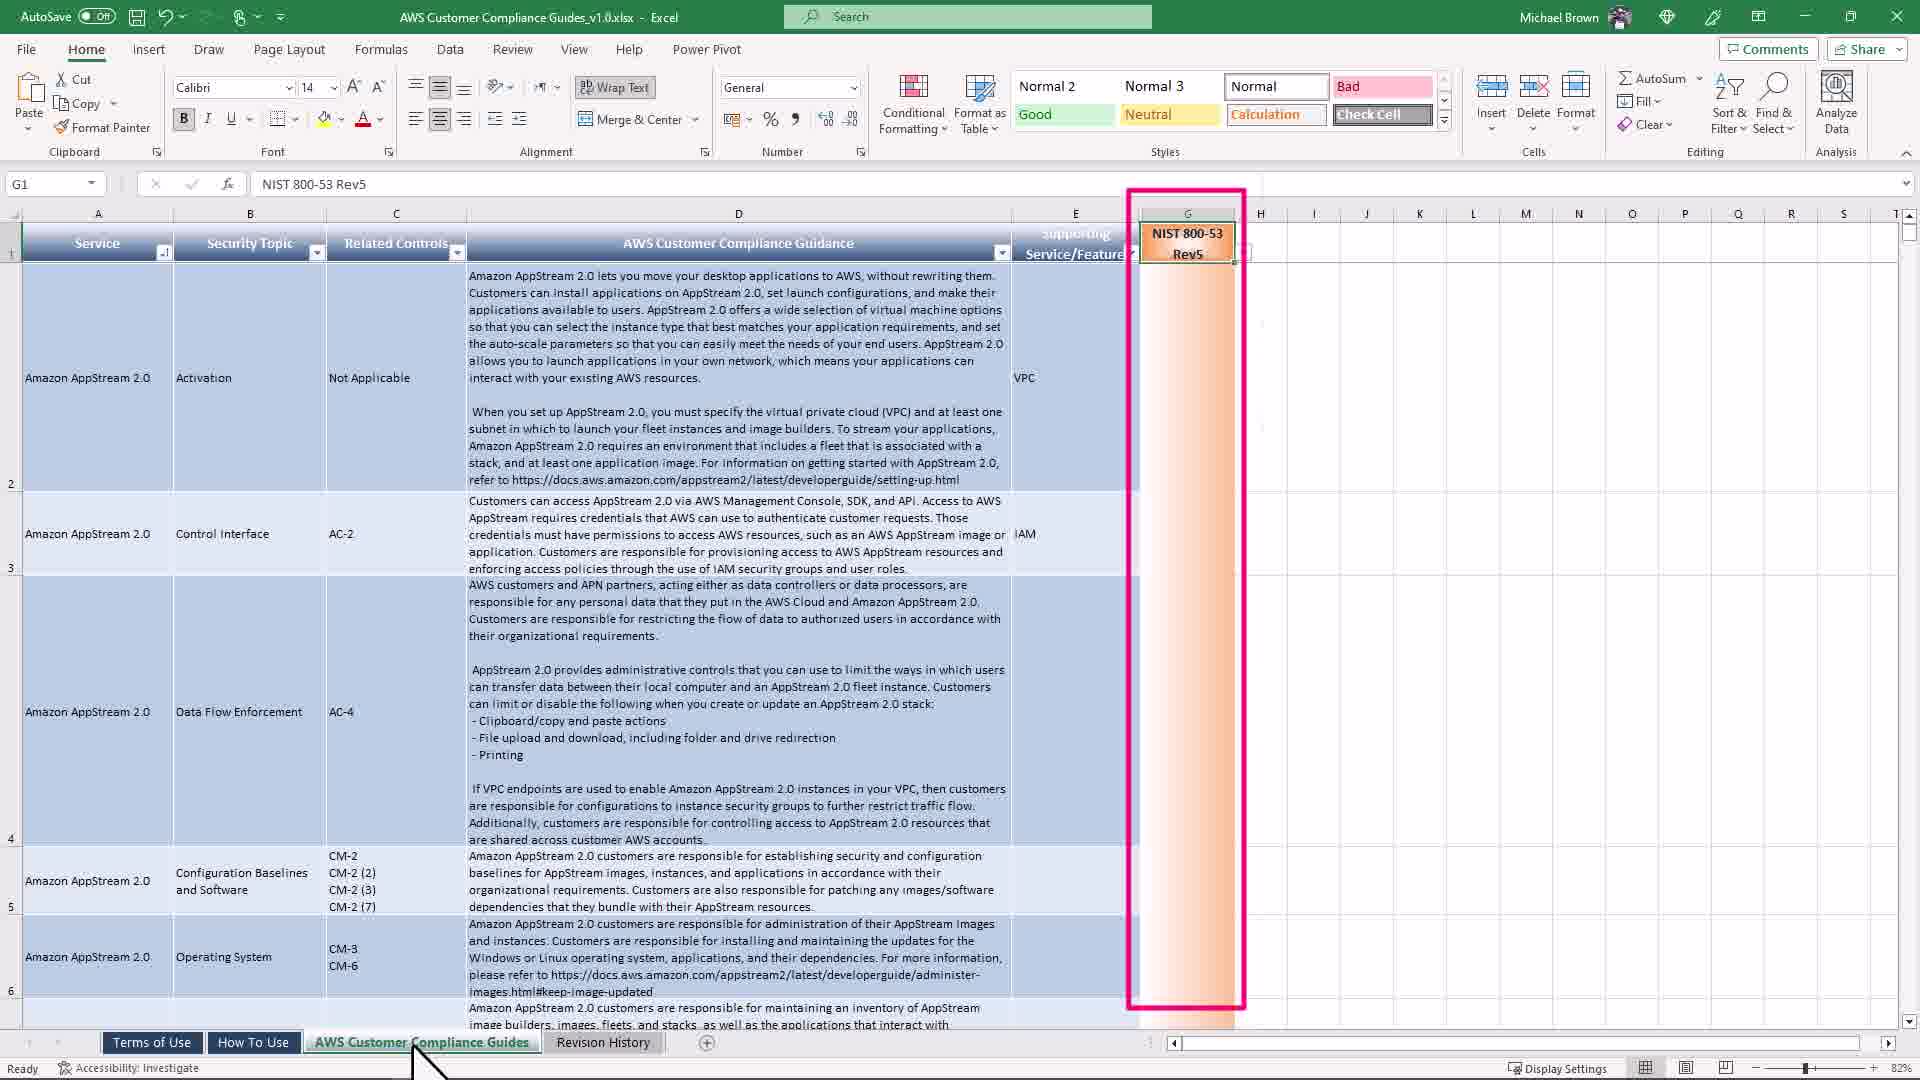 AutoSave Off AWS Customer Compliance Guides_v1.0.xlsx - Excel Search Michael Brown
File Home Insert Draw Page Layout Formulas Data Review View Help Power Pivot Comments Share
Paste Cut Copy Format Painter
Clipboard
Calibri 14
B I U
Font
Wrap Text
Merge & Center
Alignment
General
Number
Conditional Formatting
Format as Table
Normal 2 Normal 3 Normal Bad
Good Neutral Calculation Check Cell
Styles
Insert Delete Format
Cells
AutoSum
Fill
Clear
Sort & Filter
Find & Select
Editing
Analyze Data
Analysis
G1 fx NIST 800-53 Rev5
A B C D E G H I J K L M N O P Q R S T
1 Service Security Topic Related Controls AWS Customer Compliance Guidance Supporting Service/Feature NIST 800-53 Rev5
Amazon AppStream 2.0 lets you move your desktop applications to AWS, without rewriting them.
Customers can install applications on AppStream 2.0, set launch configurations, and make their
applications available to users. AppStream 2.0 offers a wide selection of virtual machine options
so that you can select the instance type that best matches your application requirements, and set
the auto-scale parameters so that you can easily meet the needs of your end users. AppStream 2.0
allows you to launch applications in your own network, which means your applications can
Amazon AppStream 2.0 Activation Not Applicable interact with your existing AWS resources. VPC
When you set up AppStream 2.0, you must specify the virtual private cloud (VPC) and at least one
subnet in which to launch your fleet instances and image builders. To stream your applications,
Amazon AppStream 2.0 requires an environment that includes a fleet that is associated with a
stack, and at least one application image. For information on getting started with AppStream 2.0,
2 refer to https://docs.aws.amazon.com/appstream2/latest/developerguide/setting-up.html
Customers can access AppStream 2.0 via AWS Management Console, SDK, and API. Access to AWS
AppStream requires credentials that AWS can use to authenticate customer requests. Those
Amazon AppStream 2.0 Control Interface AC-2 credentials must have permissions to access AWS resources, such as an AWS AppStream image or IAM
application. Customers are responsible for provisioning access to AWS AppStream resources and
3 enforcing access policies through the use of IAM security groups and user roles.
AWS customers and APN partners, acting either as data controllers or data processors, are
responsible for any personal data that they put in the AWS Cloud and Amazon AppStream 2.0.
Customers are responsible for restricting the flow of data to authorized users in accordance with
their organizational requirements.
AppStream 2.0 provides administrative controls that you can use to limit the ways in which users
can transfer data between their local computer and an AppStream 2.0 fleet instance. Customers
can limit or disable the following when you create or update an AppStream 2.0 stack:
Amazon AppStream 2.0 Data Flow Enforcement AC-4
- Clipboard/copy and paste actions
- File upload and download, including folder and drive redirection
- Printing
If VPC endpoints are used to enable Amazon AppStream 2.0 instances in your VPC, then customers
are responsible for configurations to instance security groups to further restrict traffic flow.
Additionally, customers are responsible for controlling access to AppStream 2.0 resources that
4 are shared across customer AWS accounts.
CM-2 Amazon AppStream 2.0 customers are responsible for establishing security and configuration
Configuration Baselines CM-2 (2) baselines for AppStream images, instances, and applications in accordance with their
Amazon AppStream 2.0 and Software CM-2 (3) organizational requirements. Customers are also responsible for patching any images/software
5 CM-2 (7) dependencies that they bundle with their AppStream resources.
Amazon AppStream 2.0 customers are responsible for administration of their AppStream Images
CM-3 and instances. Customers are responsible for installing and maintaining the updates for the
Amazon AppStream 2.0 Operating System Windows or Linux operating system, applications, and their dependencies. For more information,
CM-6 please refer to https://docs.aws.amazon.com/appstream2/latest/developerguide/administer-
6 images.html#keep-image-updated
Amazon AppStream 2.0 customers are responsible for maintaining an inventory of AppStream
image builders, images, fleets, and stacks, as well as the applications that interact with
Terms of Use How To Use AWS Customer Compliance Guides Revision History
Ready Accessibility: Investigate Display Settings 82%